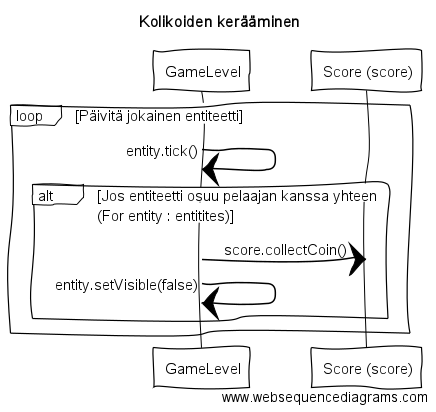 Kolikoiden kerääminen
GameLevel
Score (score)
loop
[Päivitä jokainen entiteetti]
entity.tick()
alt
[Jos entiteetti osuu pelaajan kanssa yhteen
(For entity : entitites)]
score.collectCoin()
entity.setVisible(false)
GameLevel
Score (score)
www.websequencediagrams.com